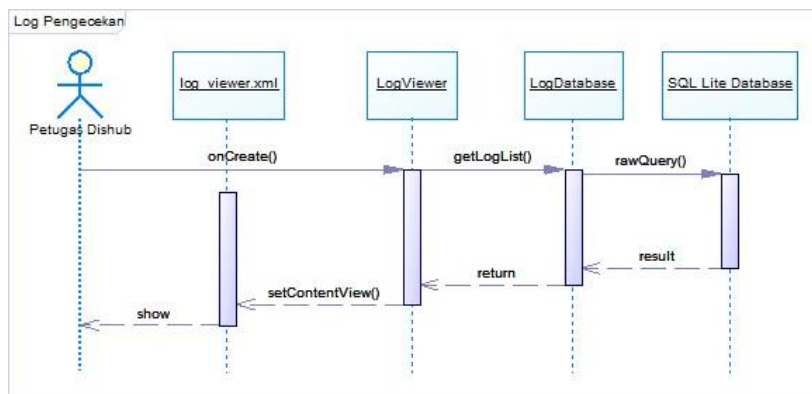 Log Pengecekan
log_viewer.xml
LogViewer
LogDatabase
SQL Lite Database
Petugas Dishub
onCreate()
getLogList()
rawQuery()
result
return
setContentView()
show